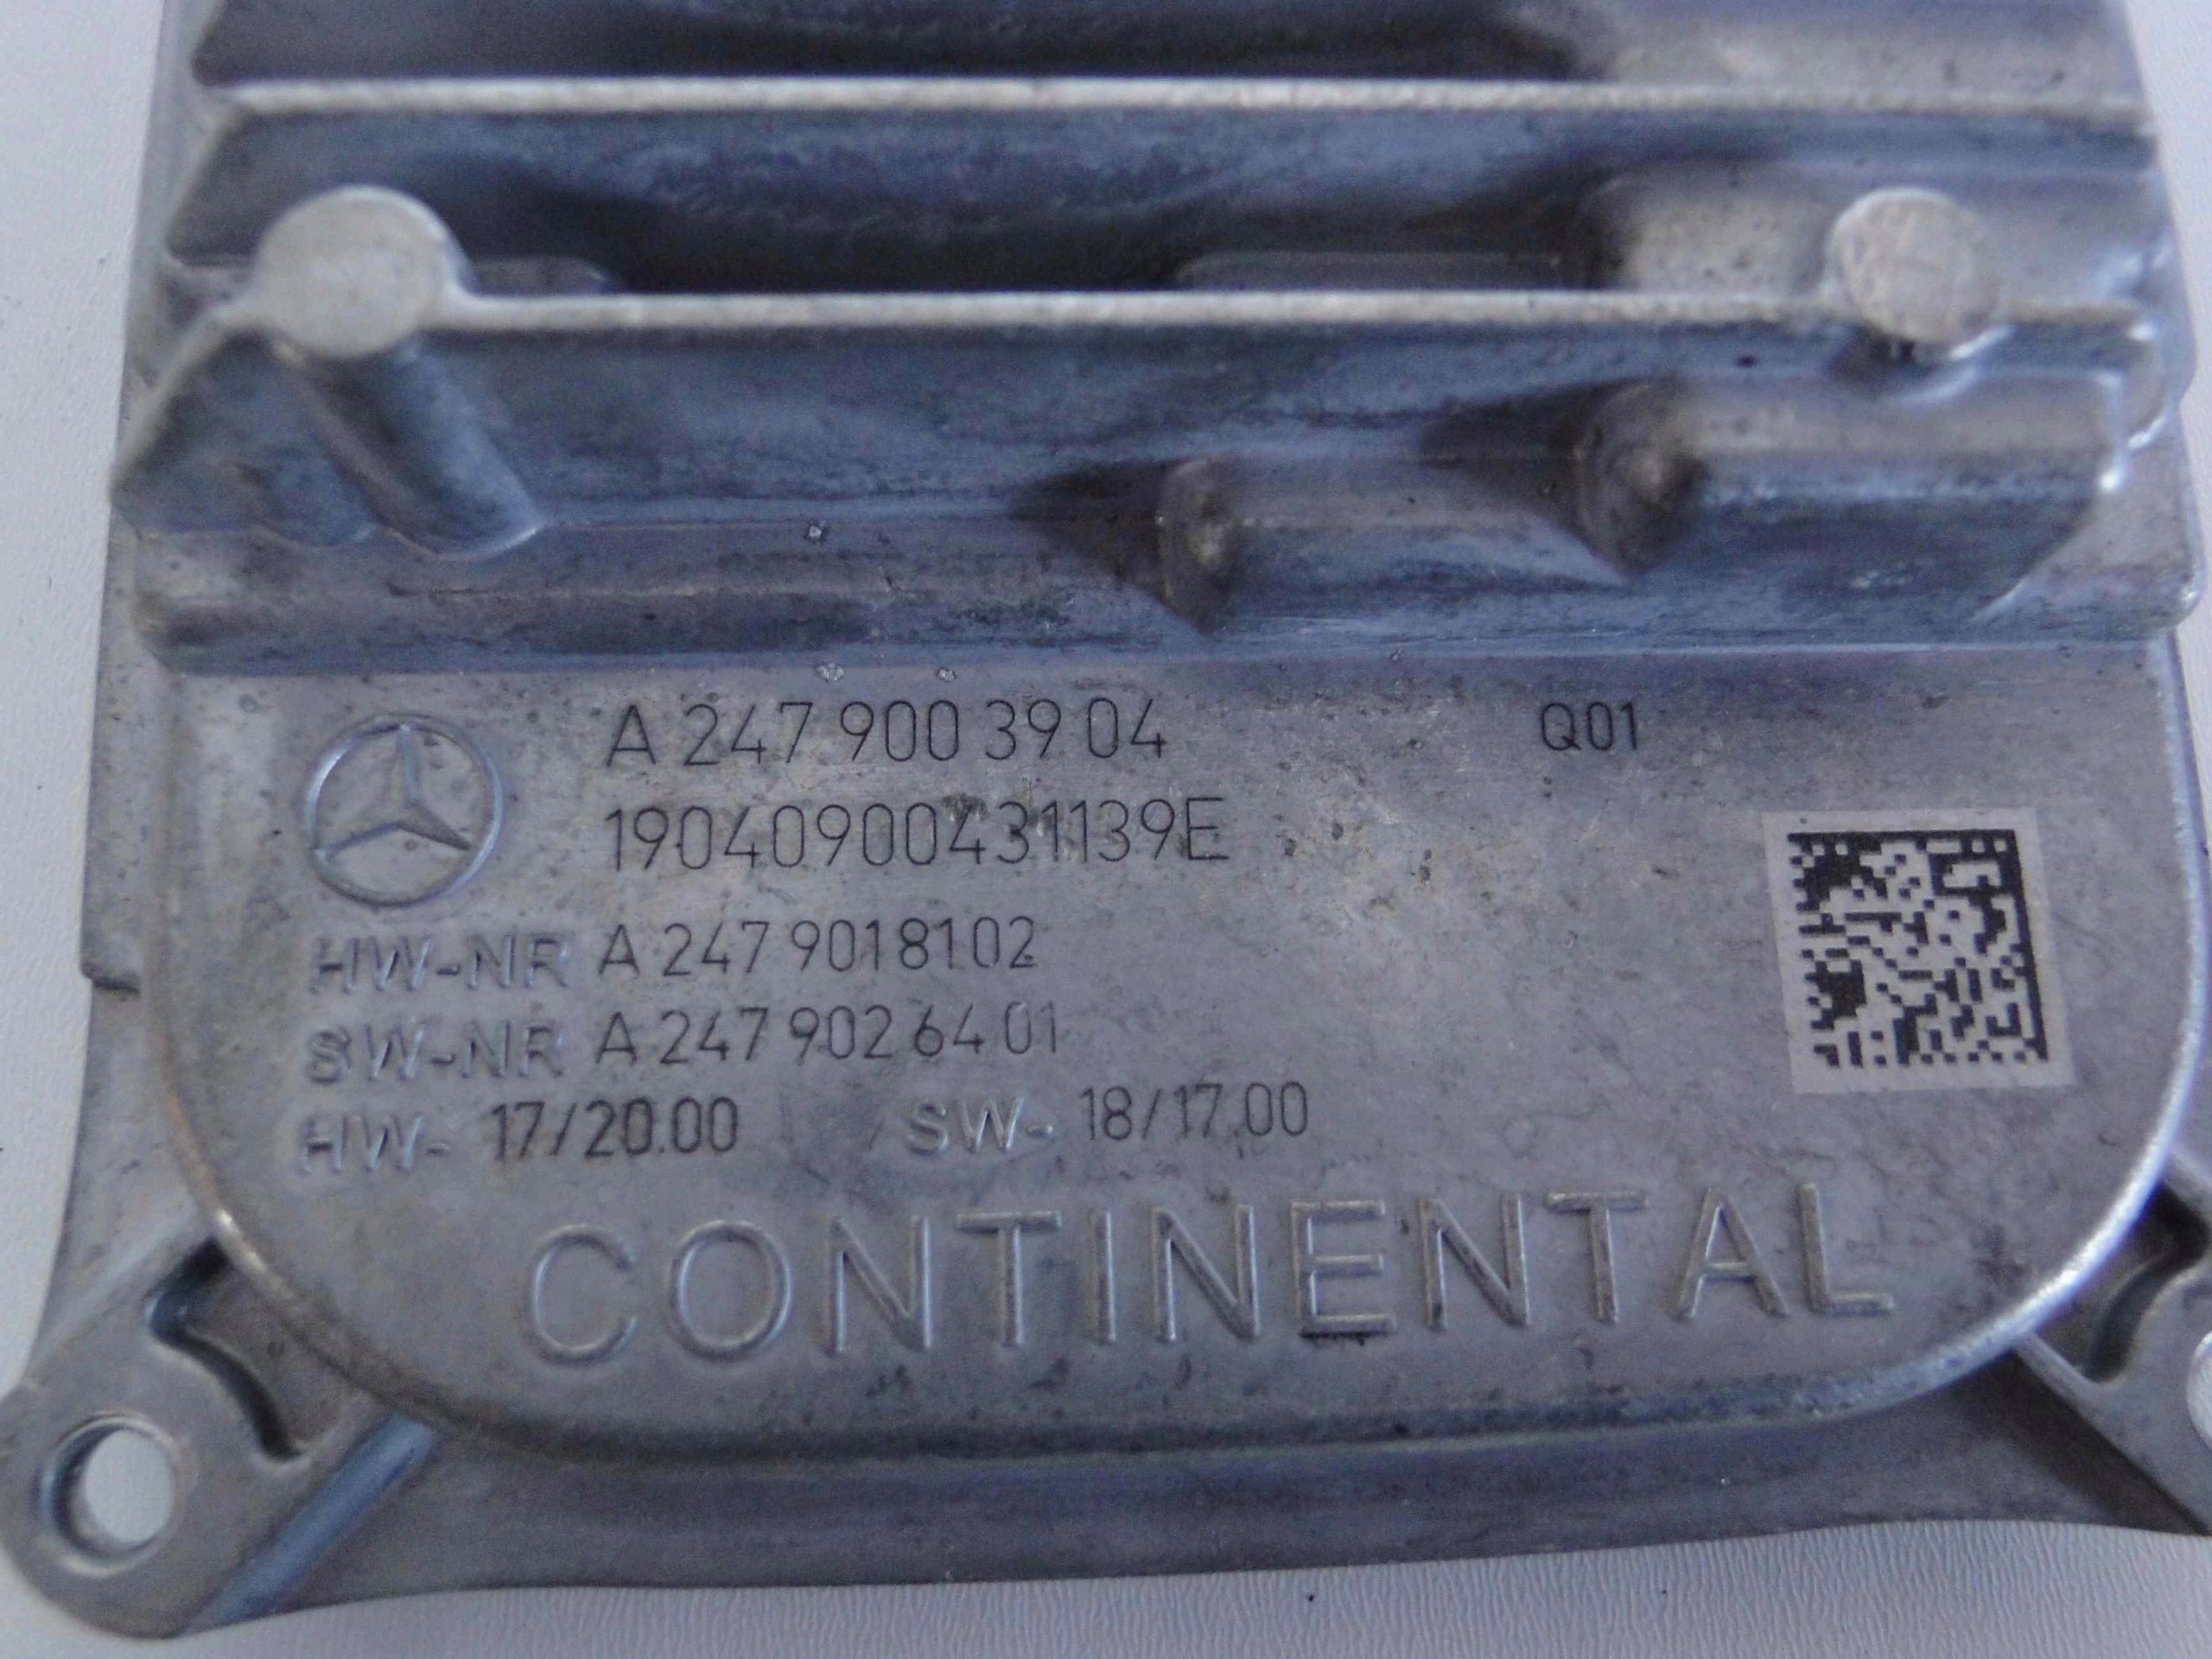 A 247 900 39 04 Q01
19040900431139E
HW-NR A 247 901 81 02
SW-NR A 247 902 64 01
HW- 17/20.00 SW- 18/17.00
CONTINENTAL